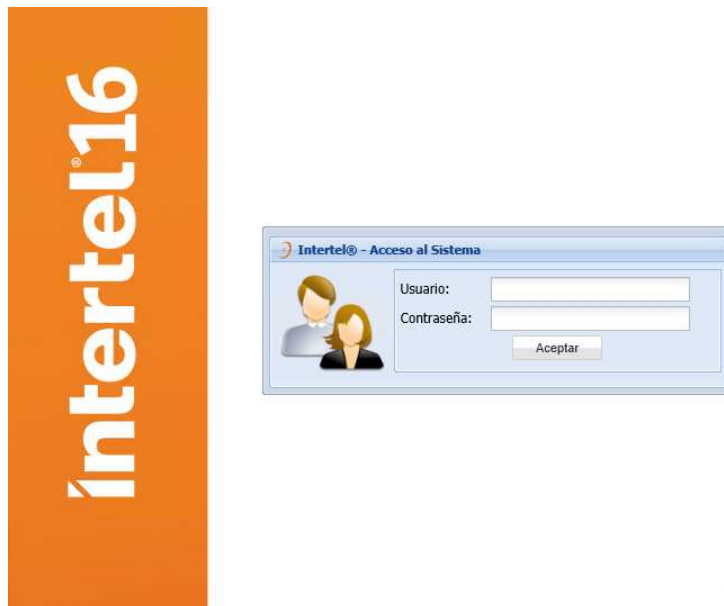 intertel®16
Intertel® - Acceso al Sistema
Usuario:
Contraseña:
Aceptar